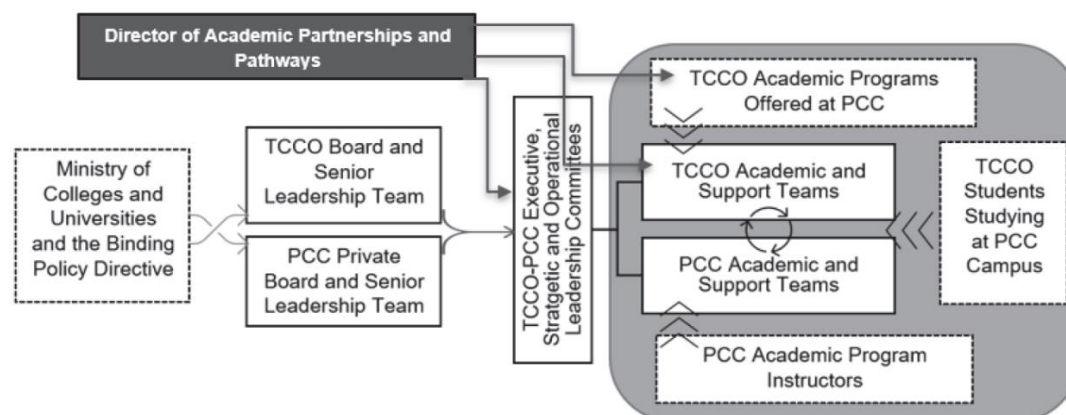 Director of Academic Partnerships and
Pathways
Ministry of
Colleges and
Universities
and the Binding
Policy Directive
TCCO Board and
Senior
Leadership Team
PCC Private
Board and Senior
Leadership Team
TCCO-PCC Executive,
Stratgetic and Operational
Leadership Committees
TCCO Academic Programs
Offered at PCC
TCCO Academic and
Support Teams
PCC Academic and
Support Teams
PCC Academic Program
Instructors
TCCO
Students
Studying
at PCC
Campus